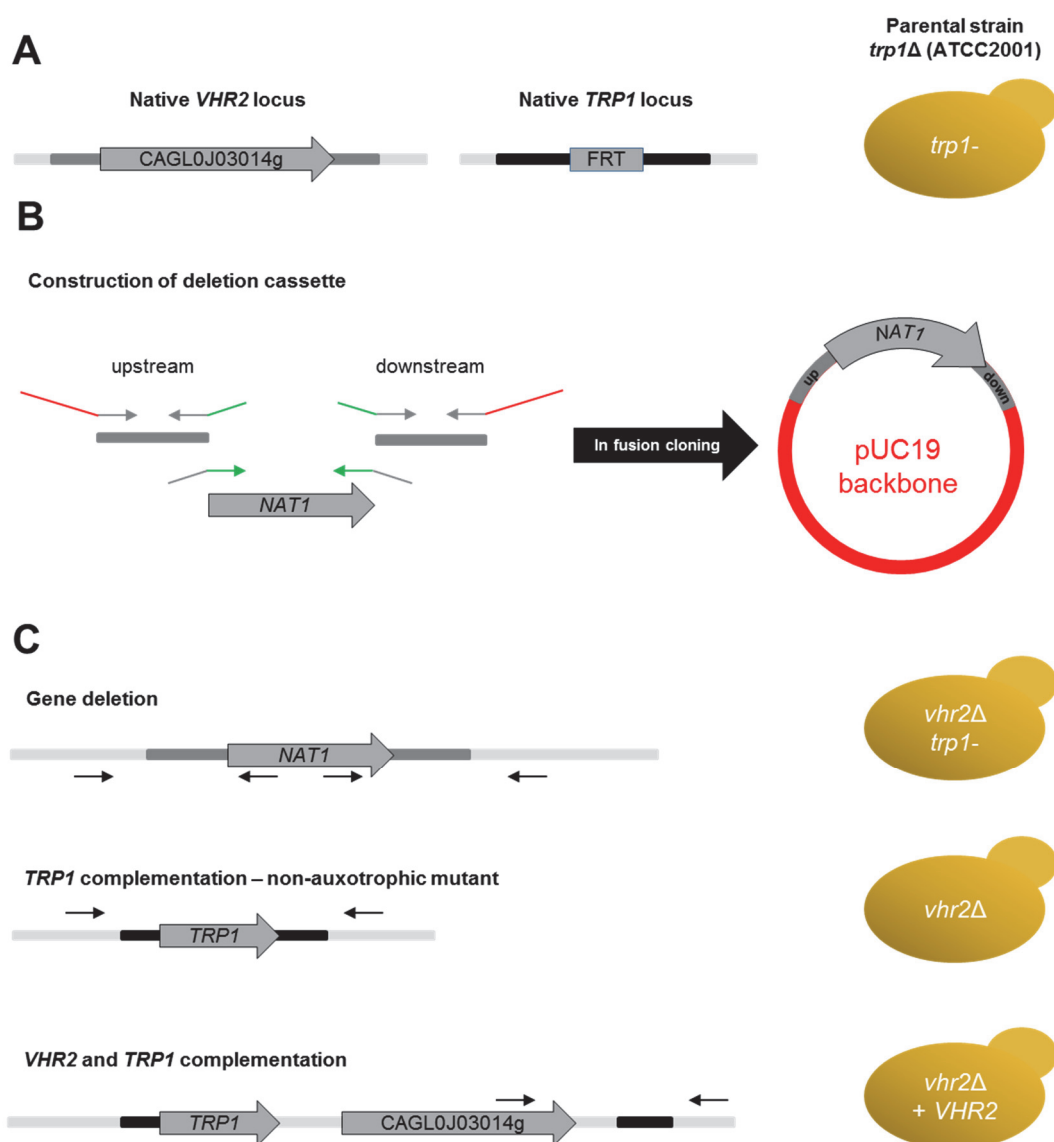 A
Parental strain
trp1Δ (ATCC2001)
Native VHR2 locus
Native TRP1 locus
CAGL0J03014g
FRT
trp1-
B
Construction of deletion cassette
upstream
downstream
NAT1
In fusion cloning
NAT1
up
down
pUC19
backbone
C
Gene deletion
NAT1
vhr2Δ
trp1-
TRP1 complementation – non-auxotrophic mutant
TRP1
vhr2Δ
VHR2 and TRP1 complementation
TRP1
CAGL0J03014g
vhr2Δ
+ VHR2